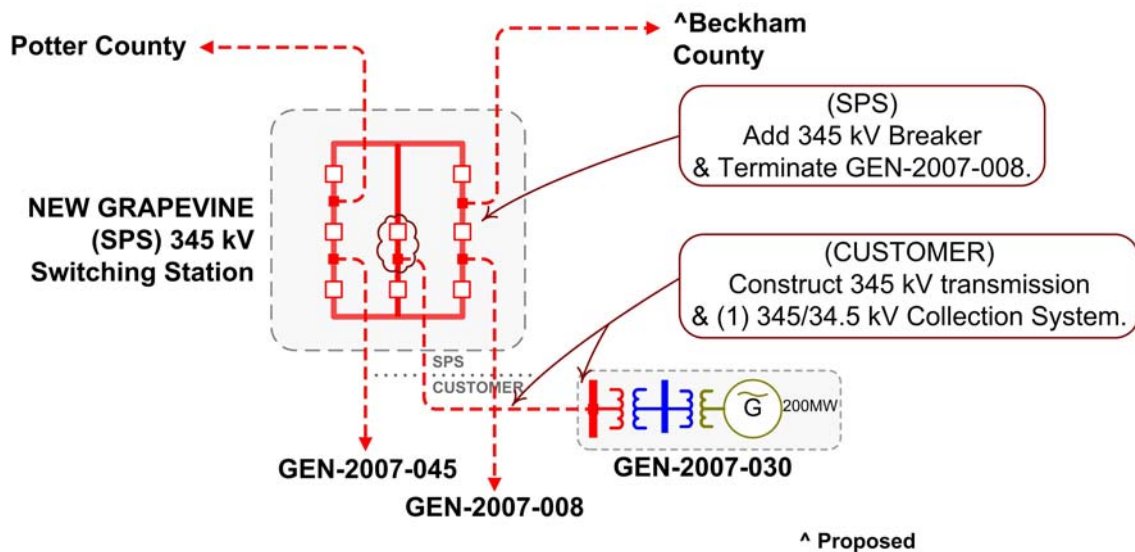 Potter County
^Beckham
County
(SPS)
Add 345 kV Breaker
& Terminate GEN-2007-008.
NEW GRAPEVINE
(SPS) 345 kV
Switching Station
(CUSTOMER)
Construct 345 kV transmission
& (1) 345/34.5 kV Collection System.
SPS
CUSTOMER
G
200MW
GEN-2007-045
GEN-2007-030
GEN-2007-008
^ Proposed